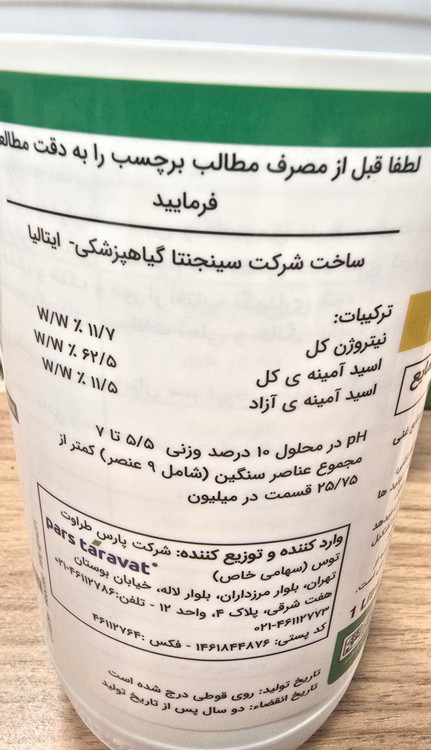 لطفا قبل از مصرف مطالب برچسب را به دقت
فرمایید
ساخت شرکت سینجنتا گیاهپزشکی- ایتالیا
ترکیبات:
نیتروژن کل ۱۱/۷ ٪ W/W
اسید آمینه ی کل ۶۲/۵ ٪ W/W
اسید آمینه ی آزاد ۱۱/۵ ٪ W/W
pH در محلول ۱۰ درصد وزنی ۵/۵ تا ۷
مجموع عناصر سنگین (شامل ۹ عنصر) کمتر از
۲۵/۷۵ قسمت در میلیون
وارد کننده و توزیع کننده: شرکت پارس طراوت
توس (سهامی خاص) pars taravat
تهران، بلوار مرزداران، بلوار لاله، خیابان بوستان
هفت شرقی، پلاک ۴، واحد ۱۲ - تلفن:۴۶۱۱۲۷۸۶-۰۲۱
۰۲۱-۴۶۱۱۲۷۷۳
کد پستی: ۱۴۶۱۸۴۴۸۷۶ - فکس :۴۶۱۱۲۷۶۴
تاریخ تولید: روی قوطی درج شده است
تاریخ انقضاء: دو سال پس از تاریخ تولید